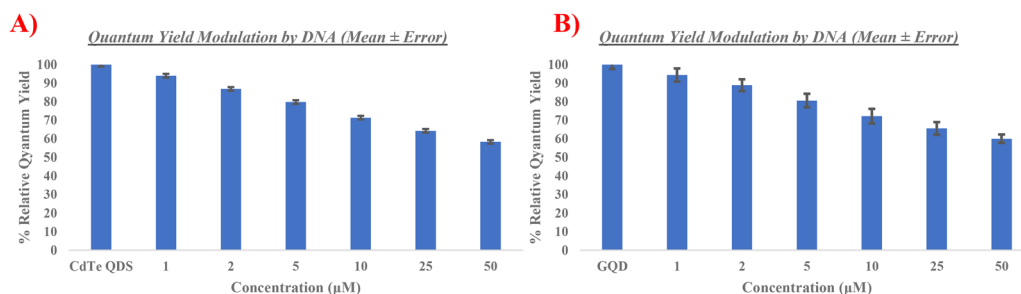 A)
Quantum Yield Modulation by DNA (Mean ± Error)
% Relative Qyantum Yield
100
90
80
70
60
50
40
30
20
10
0
CdTe QDS 1 2 5 10 25 50
Concentration (µM)
B)
Quantum Yield Modulation by DNA (Mean ± Error)
% Relative Qyantum Yield
100
90
80
70
60
50
40
30
20
10
0
GQD 1 2 5 10 25 50
Concentration (µM)